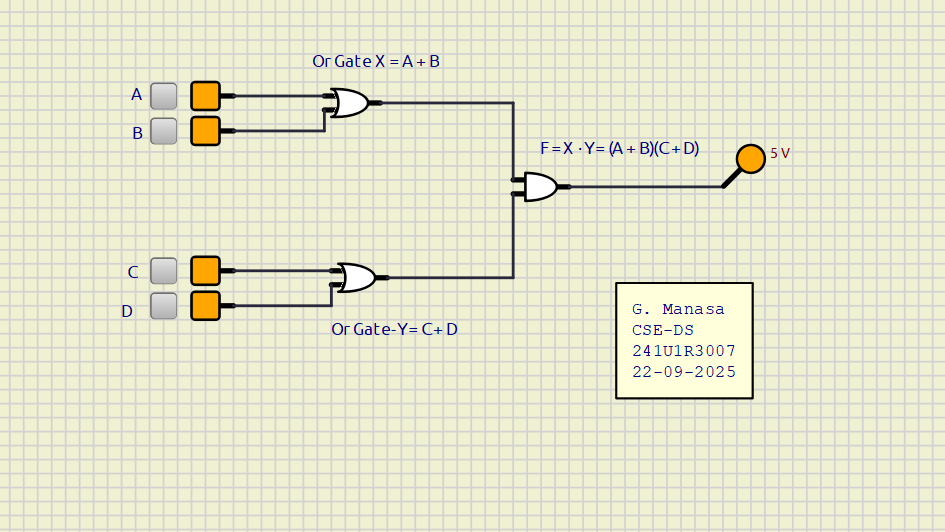 Or Gate X = A + B
A
B
F = X · Y= (A + B)(C + D)
5 V
C
D
Or Gate-Y= C+ D
G. Manasa
CSE-DS
241U1R3007
22-09-2025